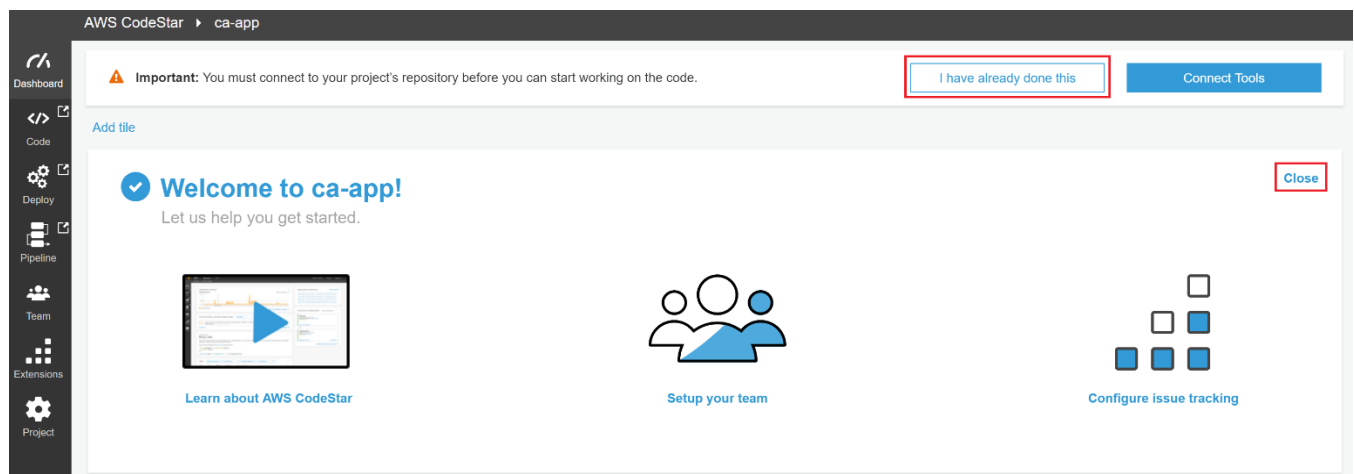 AWS CodeStar ▸ ca-app
Dashboard
Important: You must connect to your project's repository before you can start working on the code.
I have already done this
Connect Tools
Code
Add tile
Deploy
Welcome to ca-app!
Close
Let us help you get started.
Pipeline
Team
Extensions
Project
Learn about AWS CodeStar
Setup your team
Configure issue tracking